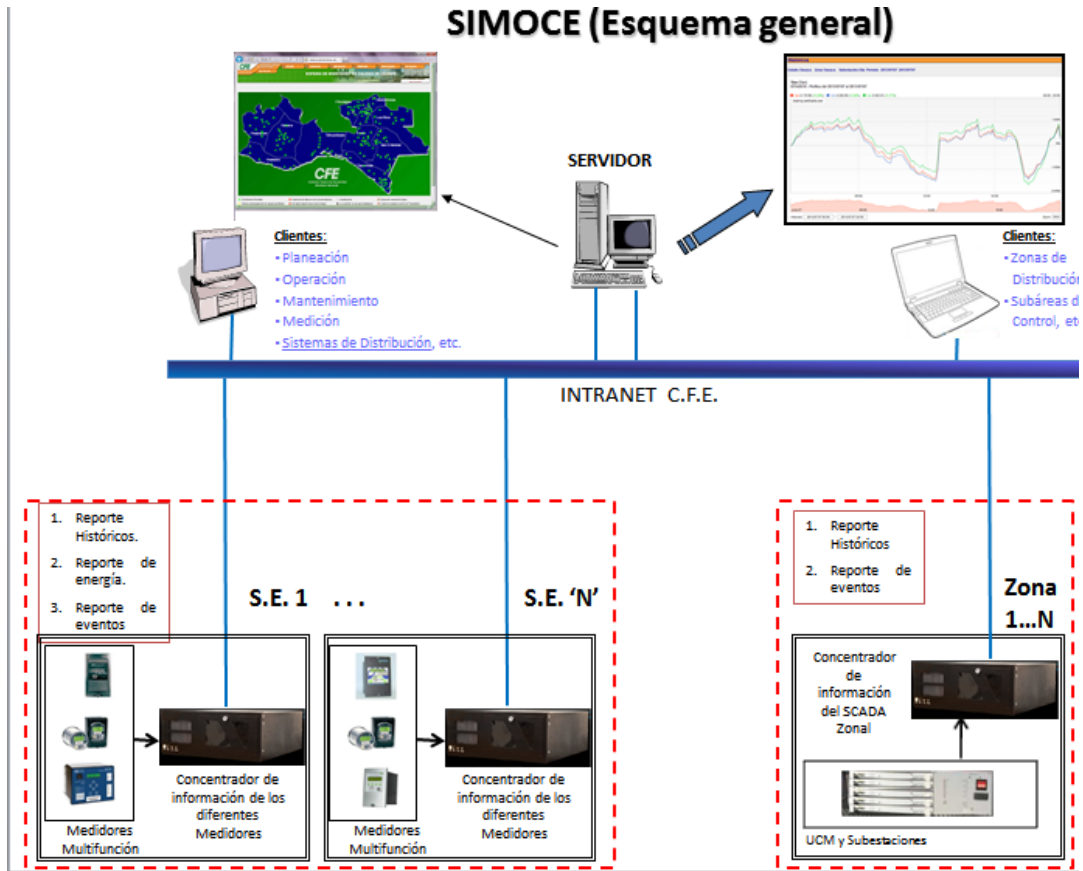 SIMOCE (Esquema general)
CFE
SERVIDOR
Clientes:
▪ Planeación
▪ Operación
▪ Mantenimiento
▪ Medición
▪ Sistemas de Distribución, etc.
Clientes:
▪ Zonas de
Distribución
▪ Subáreas d
Control, etc
INTRANET C.F.E.
1. Reporte
Históricos.
2. Reporte de
energía.
3. Reporte de
eventos
S.E. 1 . . .
S.E. ‘N’
Medidores
Multifunción
Concentrador de
información de los
diferentes
Medidores
Medidores
Multifunción
Concentrador de
información de los
diferentes
Medidores
1. Reporte
Históricos
2. Reporte de
eventos
Zona
1...N
Concentrador
de
información
del SCADA
Zonal
UCM y Subestaciones